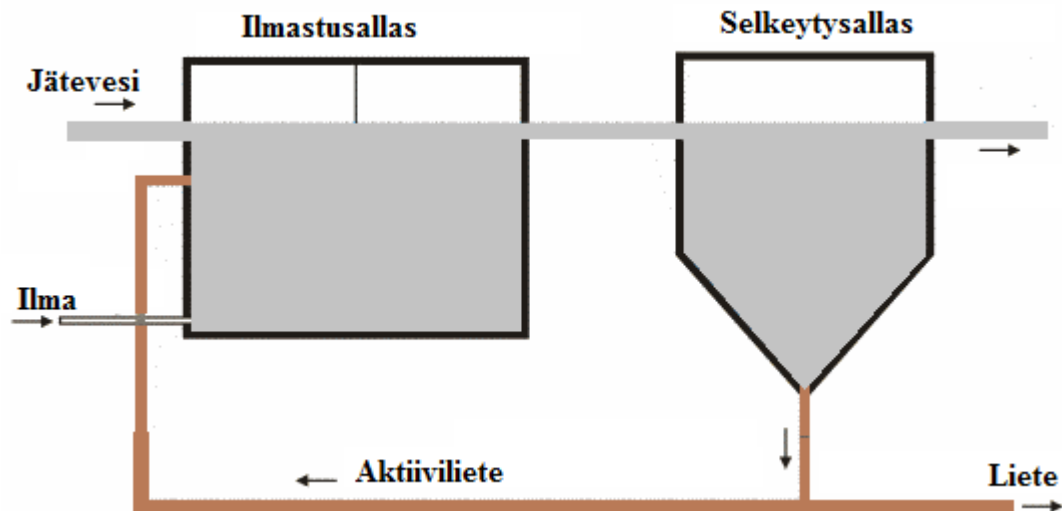 Ilmastusallas
Selkeytysallas
Jätevesi
Ilma
Aktiiviliete
Liete